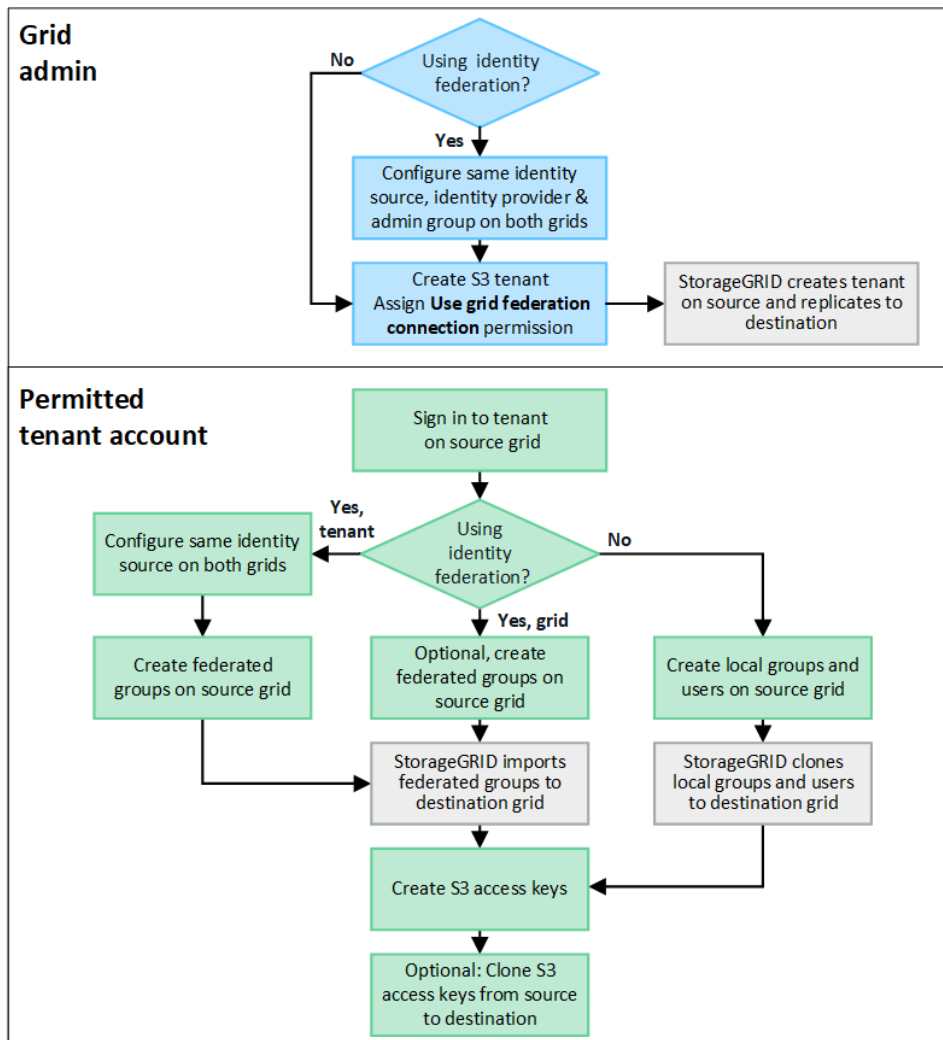 Grid
admin
No
Using identity
federation?
Yes
Configure same identity
source, identity provider &
admin group on both grids
Create S3 tenant
Assign Use grid federation
connection permission
StorageGRID creates tenant
on source and replicates to
destination
Permitted
tenant account
Sign in to tenant
on source grid
Yes,
tenant
Configure same identity
source on both grids
Using
identity
federation?
No
Yes, grid
Create federated
groups on source grid
Optional, create
federated groups on
source grid
Create local groups and
users on source grid
StorageGRID imports
federated groups to
destination grid
StorageGRID clones
local groups and users
to destination grid
Create S3 access keys
Optional: Clone S3
access keys from source
to destination